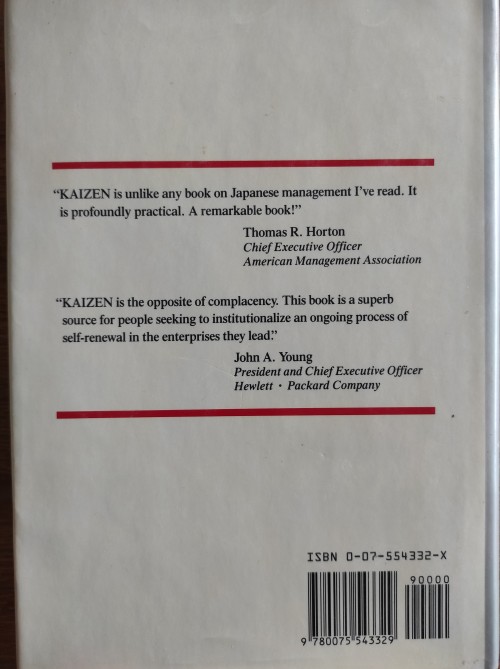 “KAIZEN is unlike any book on Japanese management I’ve read. It
is profoundly practical. A remarkable book!”
Thomas R. Horton
Chief Executive Officer
American Management Association
“KAIZEN is the opposite of complacency. This book is a superb
source for people seeking to institutionalize an ongoing process of
self-renewal in the enterprises they lead.”
John A. Young
President and Chief Executive Officer
Hewlett · Packard Company
ISBN 0-07-554332-X
90000
9 780075 543329